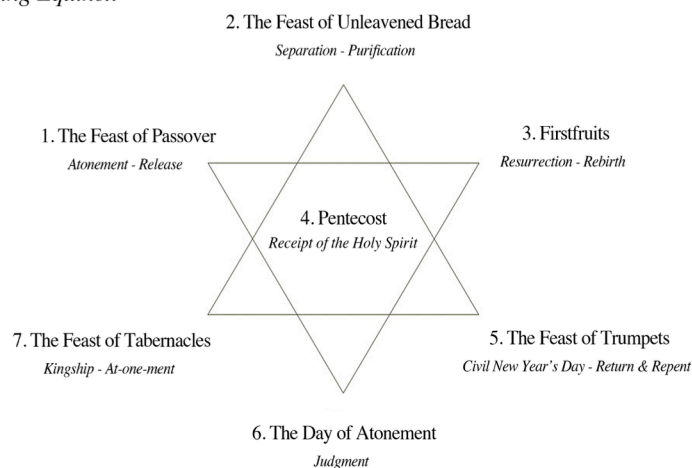 2. The Feast of Unleavened Bread
Separation - Purification
1. The Feast of Passover
Atonement - Release
3. Firstfruits
Resurrection - Rebirth
4. Pentecost
Receipt of the Holy Spirit
7. The Feast of Tabernacles
Kingship - At-one-ment
5. The Feast of Trumpets
Civil New Year's Day - Return & Repent
6. The Day of Atonement
Judgment